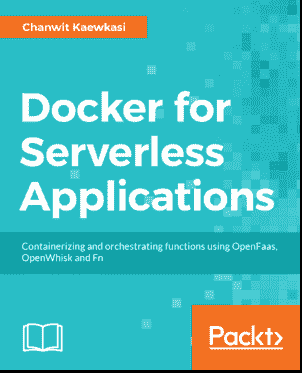 Chanwit Kaewkasi
Docker for
Serverless
Applications
Containerizing and orchestrating functions using OpenFaas,
OpenWhisk and Fn
Packt>